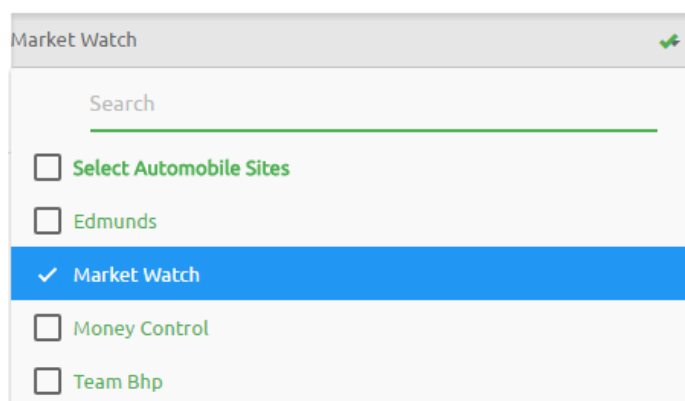 Market Watch
Search
Select Automobile Sites
Edmunds
Market Watch
Money Control
Team Bhp